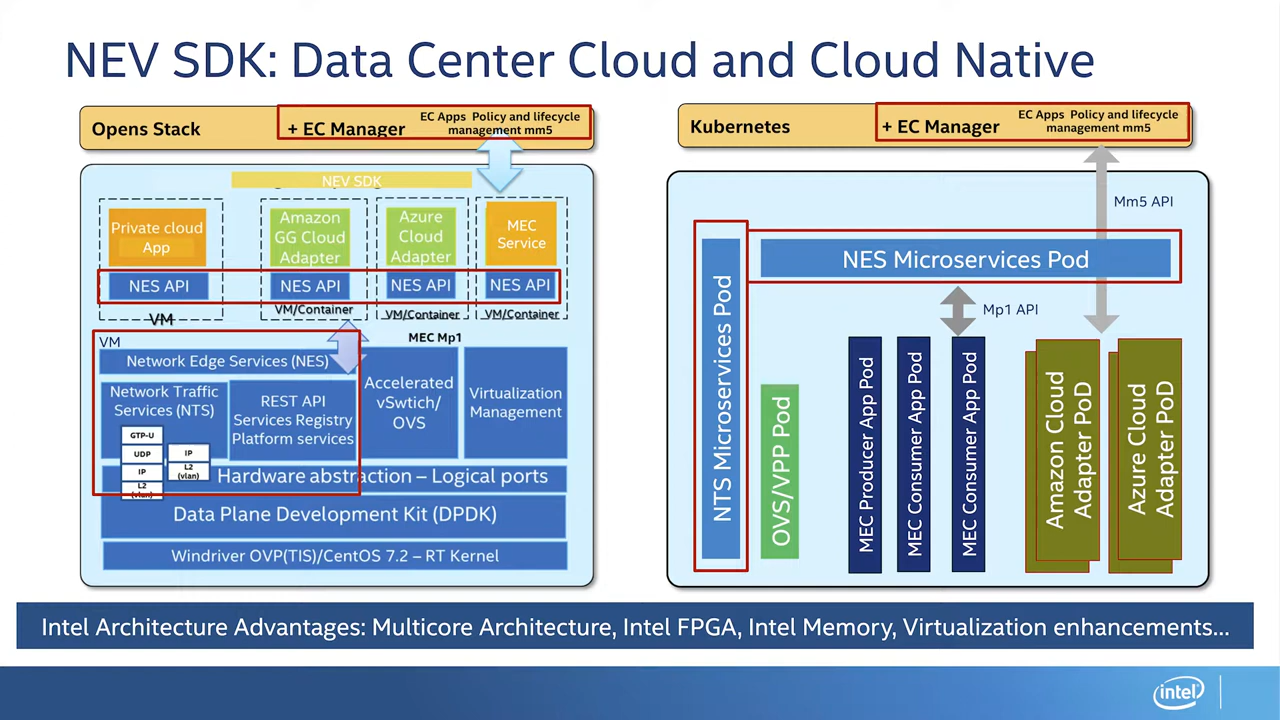 NEV SDK: Data Center Cloud and Cloud Native
Opens Stack
+ EC Manager
EC Apps Policy and lifecycle
management mm5
NEV SDK
Private cloud
App
Amazon
GG Cloud
Adapter
Azure
Cloud
Adapter
MEC
Service
NES API
NES API
NES API
NES API
VM
VM/Container
VM/Container
VM/Container
MEC Mp1
VM
Network Edge Services (NES)
Network Traffic
Services (NTS)
REST API
Services Registry
Platform services
Accelerated
vSwtich/
OVS
Virtualization
Management
GTP-U
UDP
IP
L2
(vlan)
IP
L2
(vlan)
Hardware abstraction – Logical ports
Data Plane Development Kit (DPDK)
Windriver OVP(TIS)/CentOS 7.2 – RT Kernel
Kubernetes
+ EC Manager
EC Apps Policy and lifecycle
management mm5
Mm5 API
NES Microservices Pod
Mp1 API
NTS Microservices Pod
OVS/VPP Pod
MEC Producer App Pod
MEC Consumer App Pod
MEC Consumer App Pod
Amazon Cloud
Adapter PoD
Azure Cloud
Adapter PoD
Intel Architecture Advantages: Multicore Architecture, Intel FPGA, Intel Memory, Virtualization enhancements...
intel